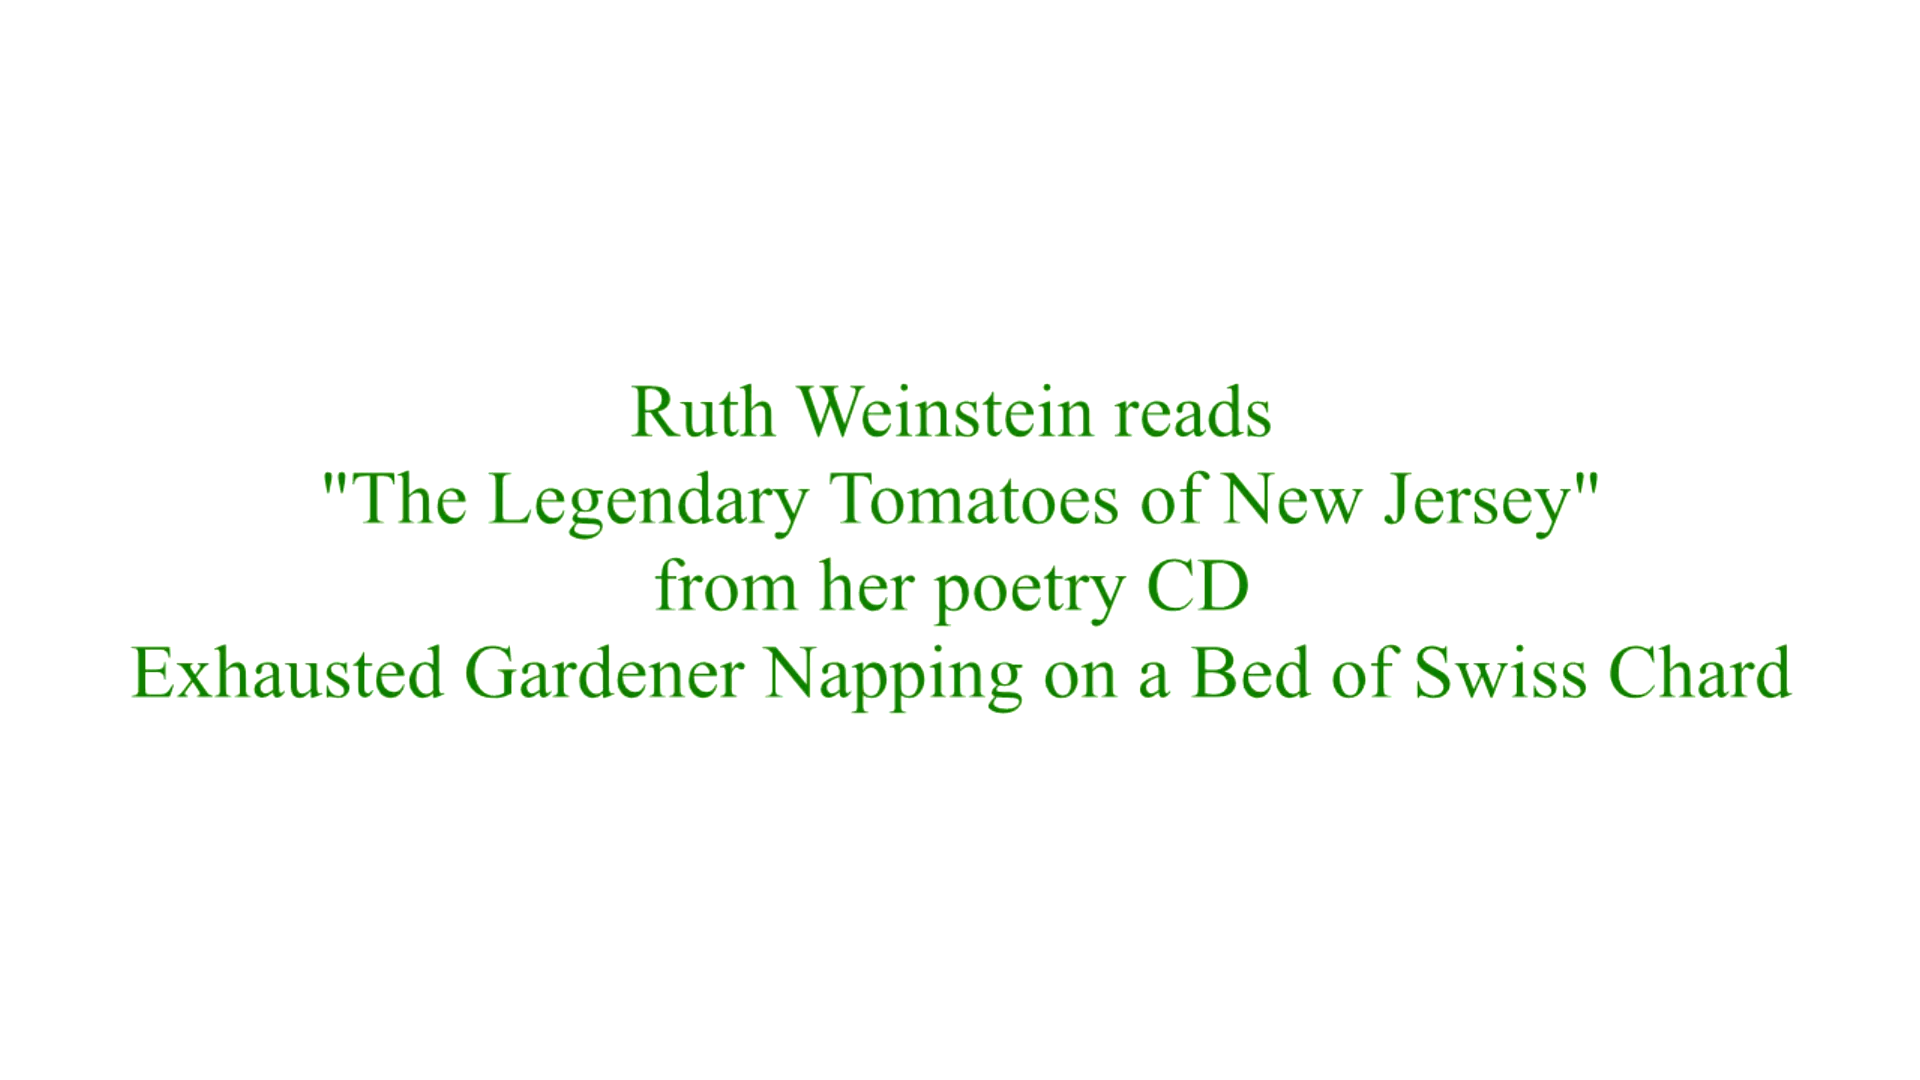 Ruth Weinstein reads
"The Legendary Tomatoes of New Jersey"
from her poetry CD
Exhausted Gardener Napping on a Bed of Swiss Chard